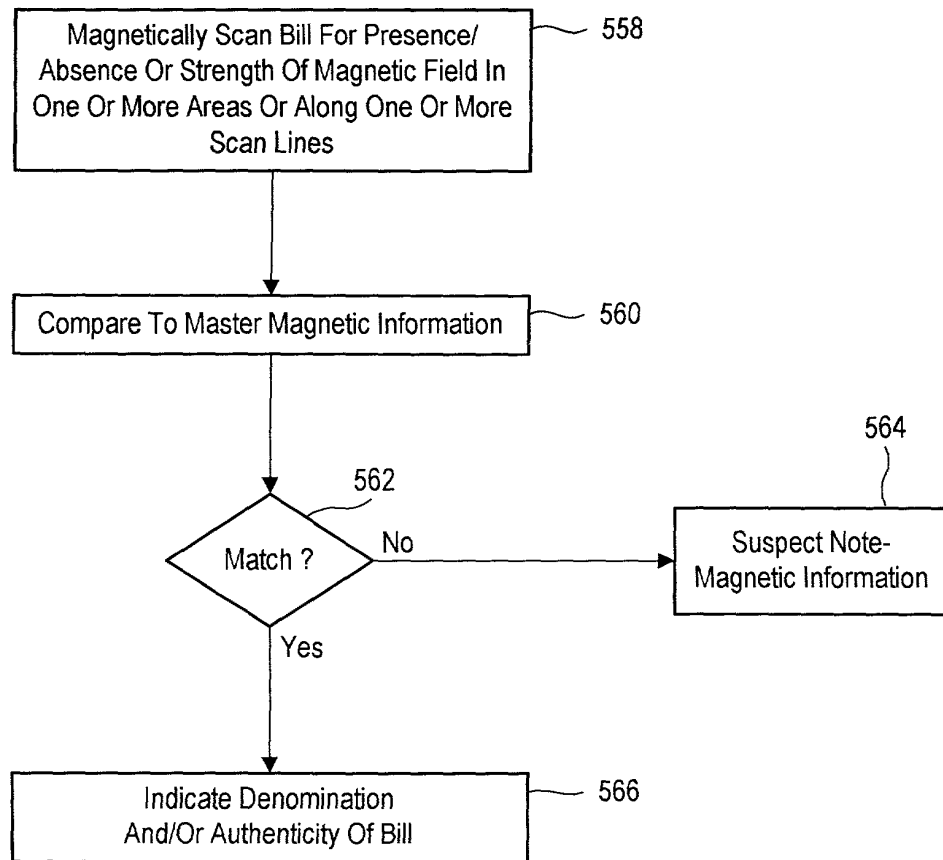 Magnetically Scan Bill For Presence/
Absence Or Strength Of Magnetic Field In
One Or More Areas Or Along One Or More
Scan Lines
558
Compare To Master Magnetic Information
560
562
Match ?
No
564
Suspect Note-
Magnetic Information
Yes
Indicate Denomination
And/Or Authenticity Of Bill
566